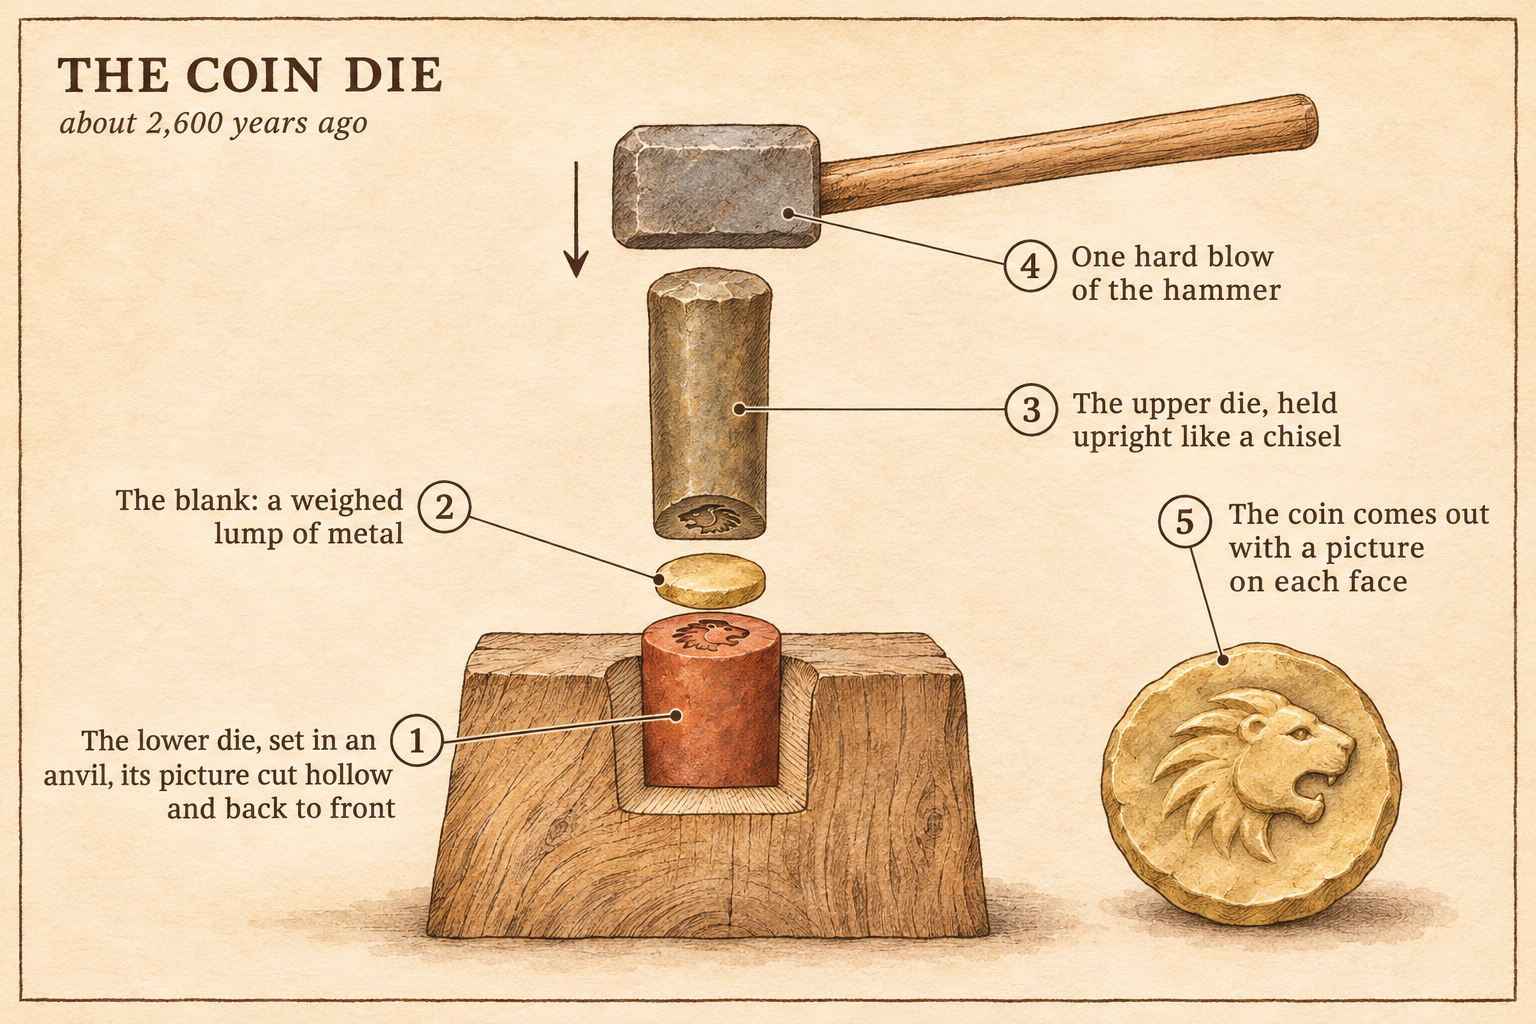 THE COIN DIE
about 2,600 years ago
4
One hard blow
of the hammer
3
The upper die, held
upright like a chisel
2
The blank: a weighed
lump of metal
5
The coin comes out
with a picture
on each face
1
The lower die, set in an
anvil, its picture cut hollow
and back to front